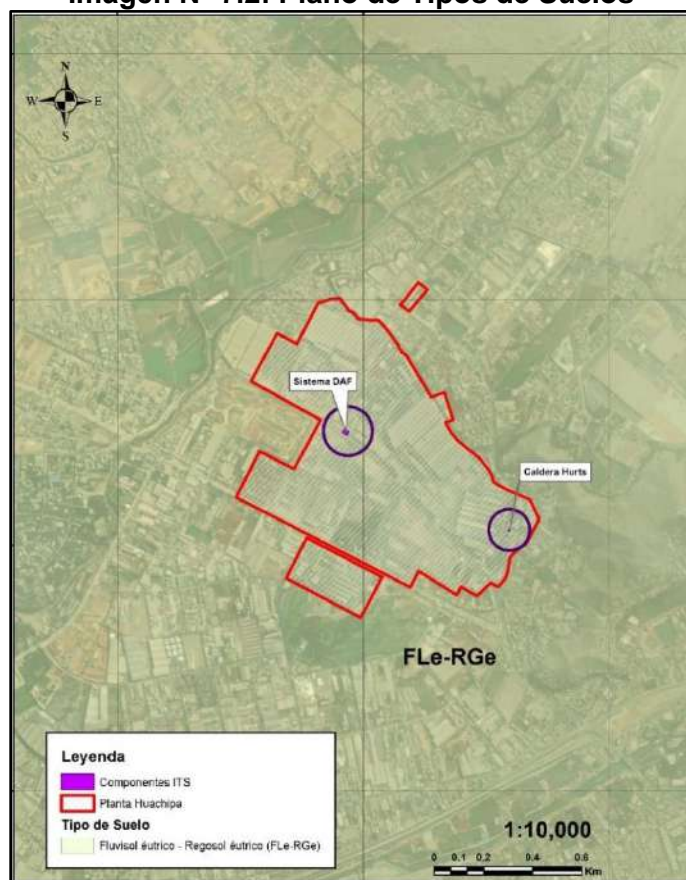 Imagen N° 7.2: Plano de Tipos de Suelos
N
W E
S
Sistema DAF
Caldera Hurts
FLe-RGe
Leyenda
Componentes ITS
Planta Huachipa
Tipo de Suelo
Fluvisol éutrico - Regosol éutrico (FLe-RGe)
1:10,000
0 0.1 0.2 0.4 0.6
Km